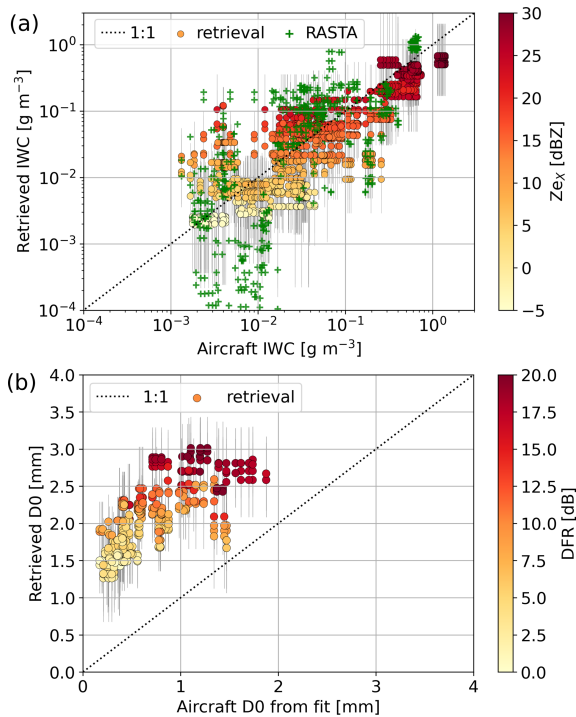 (a)
1:1 retrieval RASTA
Retrieved IWC [g m⁻³]
10⁰
10⁻¹
10⁻²
10⁻³
10⁻⁴
10⁻⁴ 10⁻³ 10⁻² 10⁻¹ 10⁰
Aircraft IWC [g m⁻³]
30
25
20
15
10
5
0
−5
Zeₓ [dBZ]
(b)
1:1 retrieval
Retrieved D0 [mm]
4.0
3.5
3.0
2.5
2.0
1.5
1.0
0.5
0.0
0 1 2 3 4
Aircraft D0 from fit [mm]
20.0
17.5
15.0
12.5
10.0
7.5
5.0
2.5
0.0
DFR [dB]